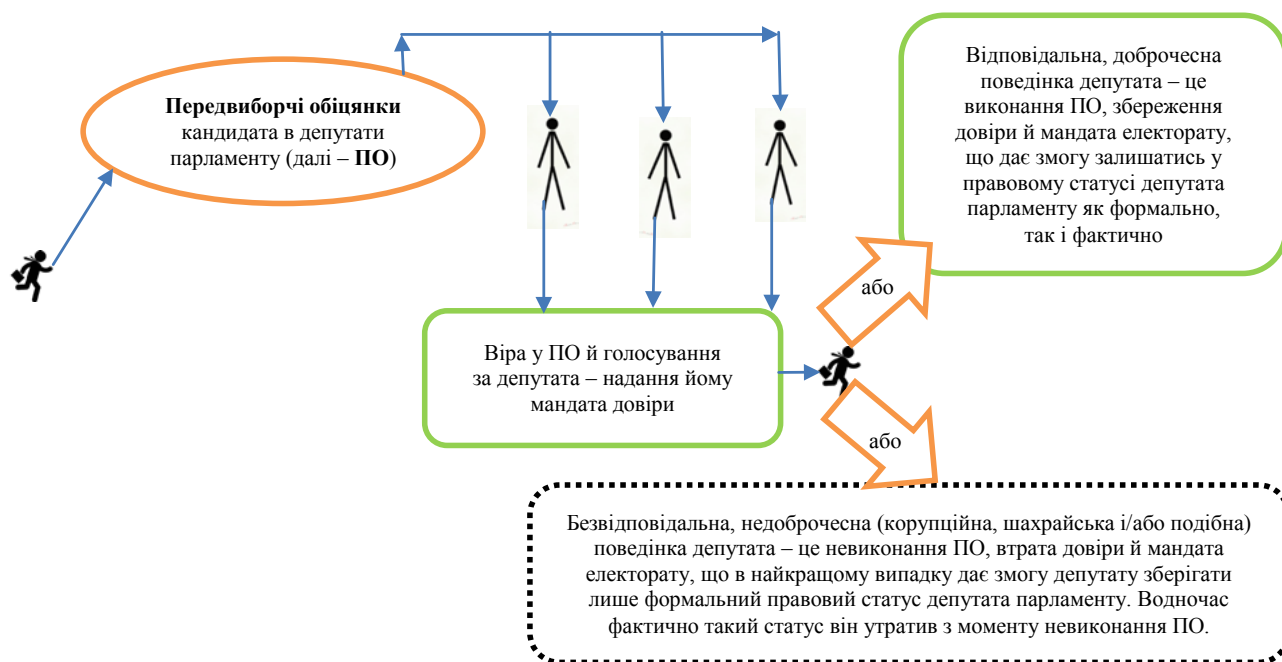 Передвиборчі обіцянки
кандидата в депутати
парламенту (далі – ПО)
Віра у ПО й голосування
за депутата – надання йому
мандата довіри
або
Відповідальна, доброчесна
поведінка депутата – це
виконання ПО, збереження
довіри й мандата електорату,
що дає змогу залишатись у
правовому статусі депутата
парламенту як формально,
так і фактично
або
Безвідповідальна, недоброчесна (корупційна, шахрайська і/або подібна)
поведінка депутата – це невиконання ПО, втрата довіри й мандата
електорату, що в найкращому випадку дає змогу депутату зберігати
лише формальний правовий статус депутата парламенту. Водночас
фактично такий статус він утратив з моменту невиконання ПО.